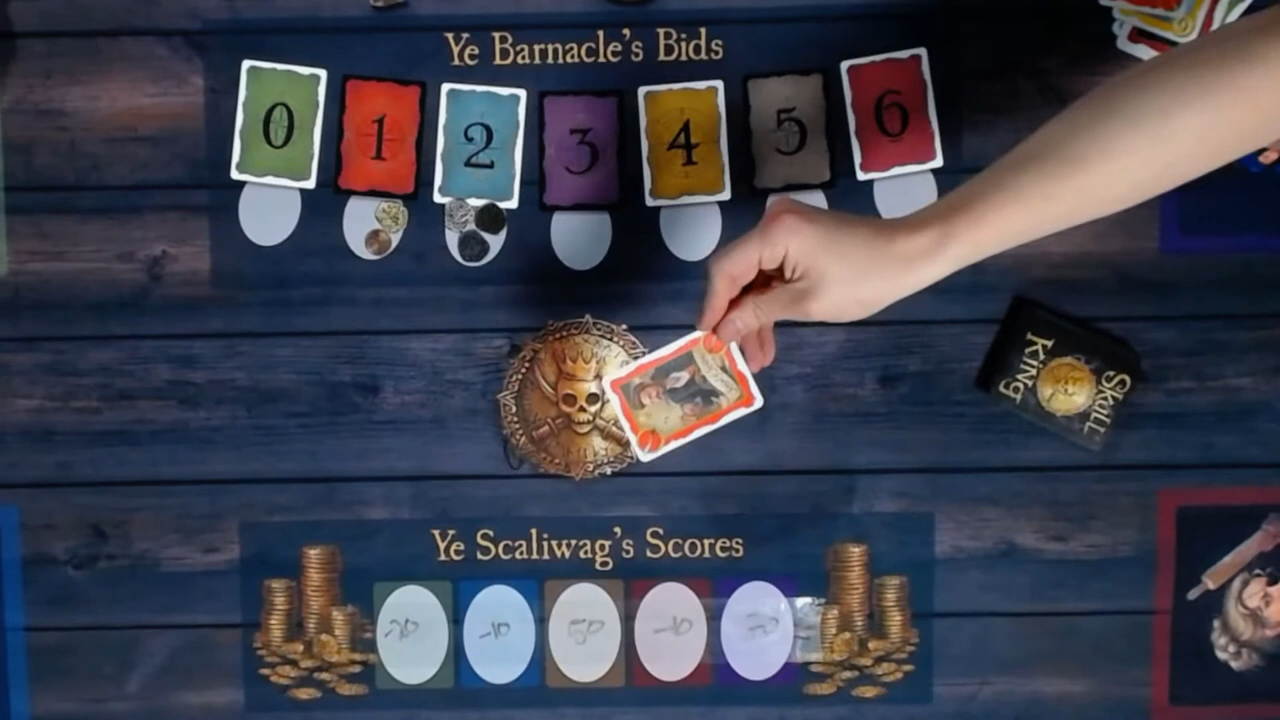 Ye Barnacle's Bids
0 1 2 3 4 5 6
Skull
King
Ye Scaliwag's Scores
-20 -10 50 -10